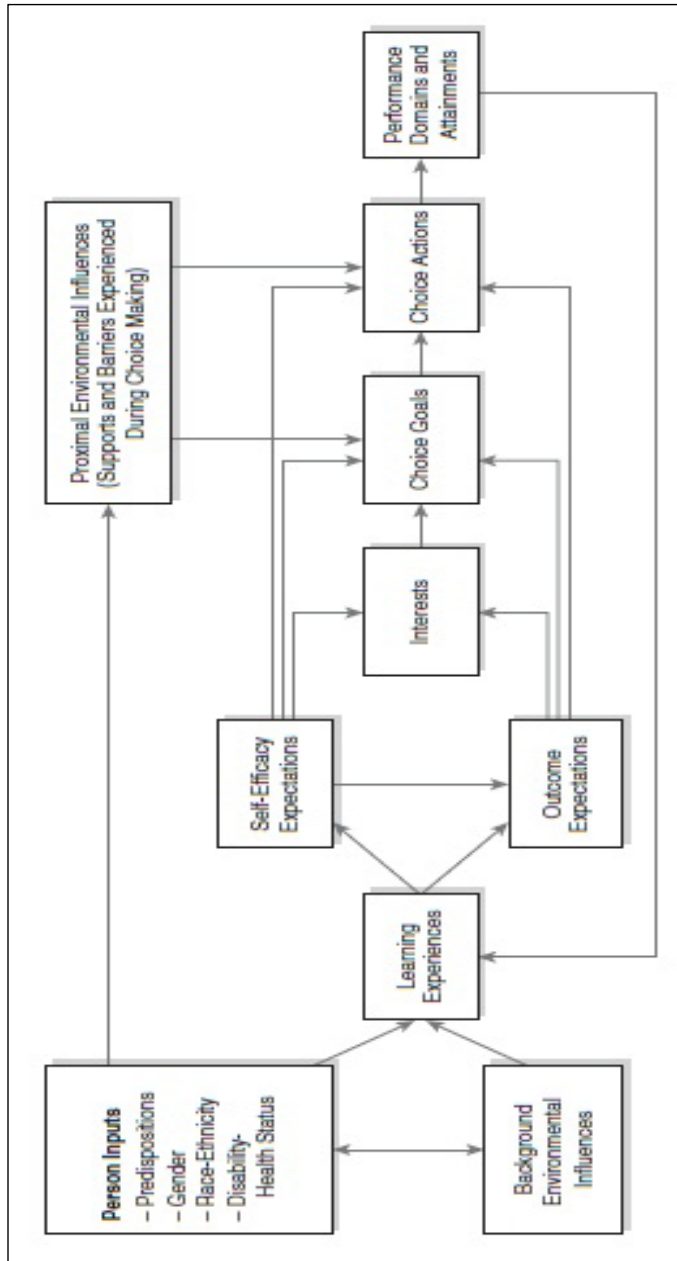 Person Inputs
– Predispositions
– Gender
– Race-Ethnicity
– Disability-
Health Status
Background
Environmental
Influences
Learning
Experiences
Self-Efficacy
Expectations
Outcome
Expectations
Interests
Proximal Environmental Influences
(Supports and Barriers Experienced
During Choice Making)
Choice Goals
Choice Actions
Performance
Domains and
Attainments